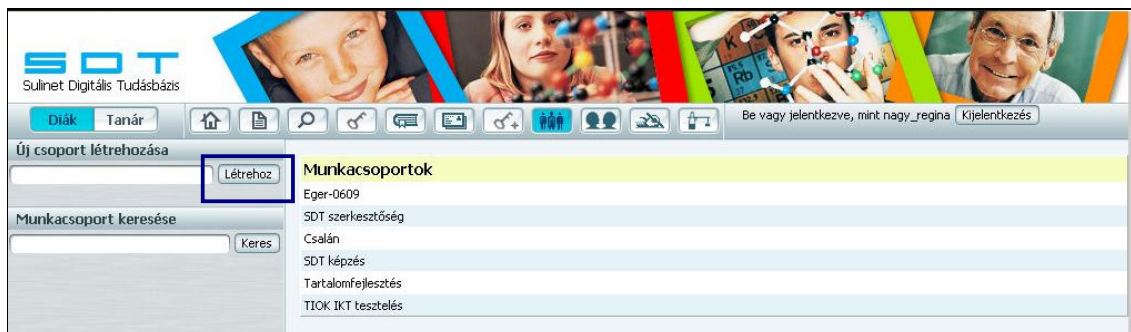 SDT
Sulinet Digitális Tudásbázis
Diák Tanár
Be vagy jelentkezve, mint nagy_regina Kijelentkezés
Új csoport létrehozása
Létrehoz
Munkacsoport keresése
Keres
Munkacsoportok
Eger-0609
SDT szerkesztőség
Csalán
SDT képzés
Tartalomfejlesztés
TIOK IKT tesztelés